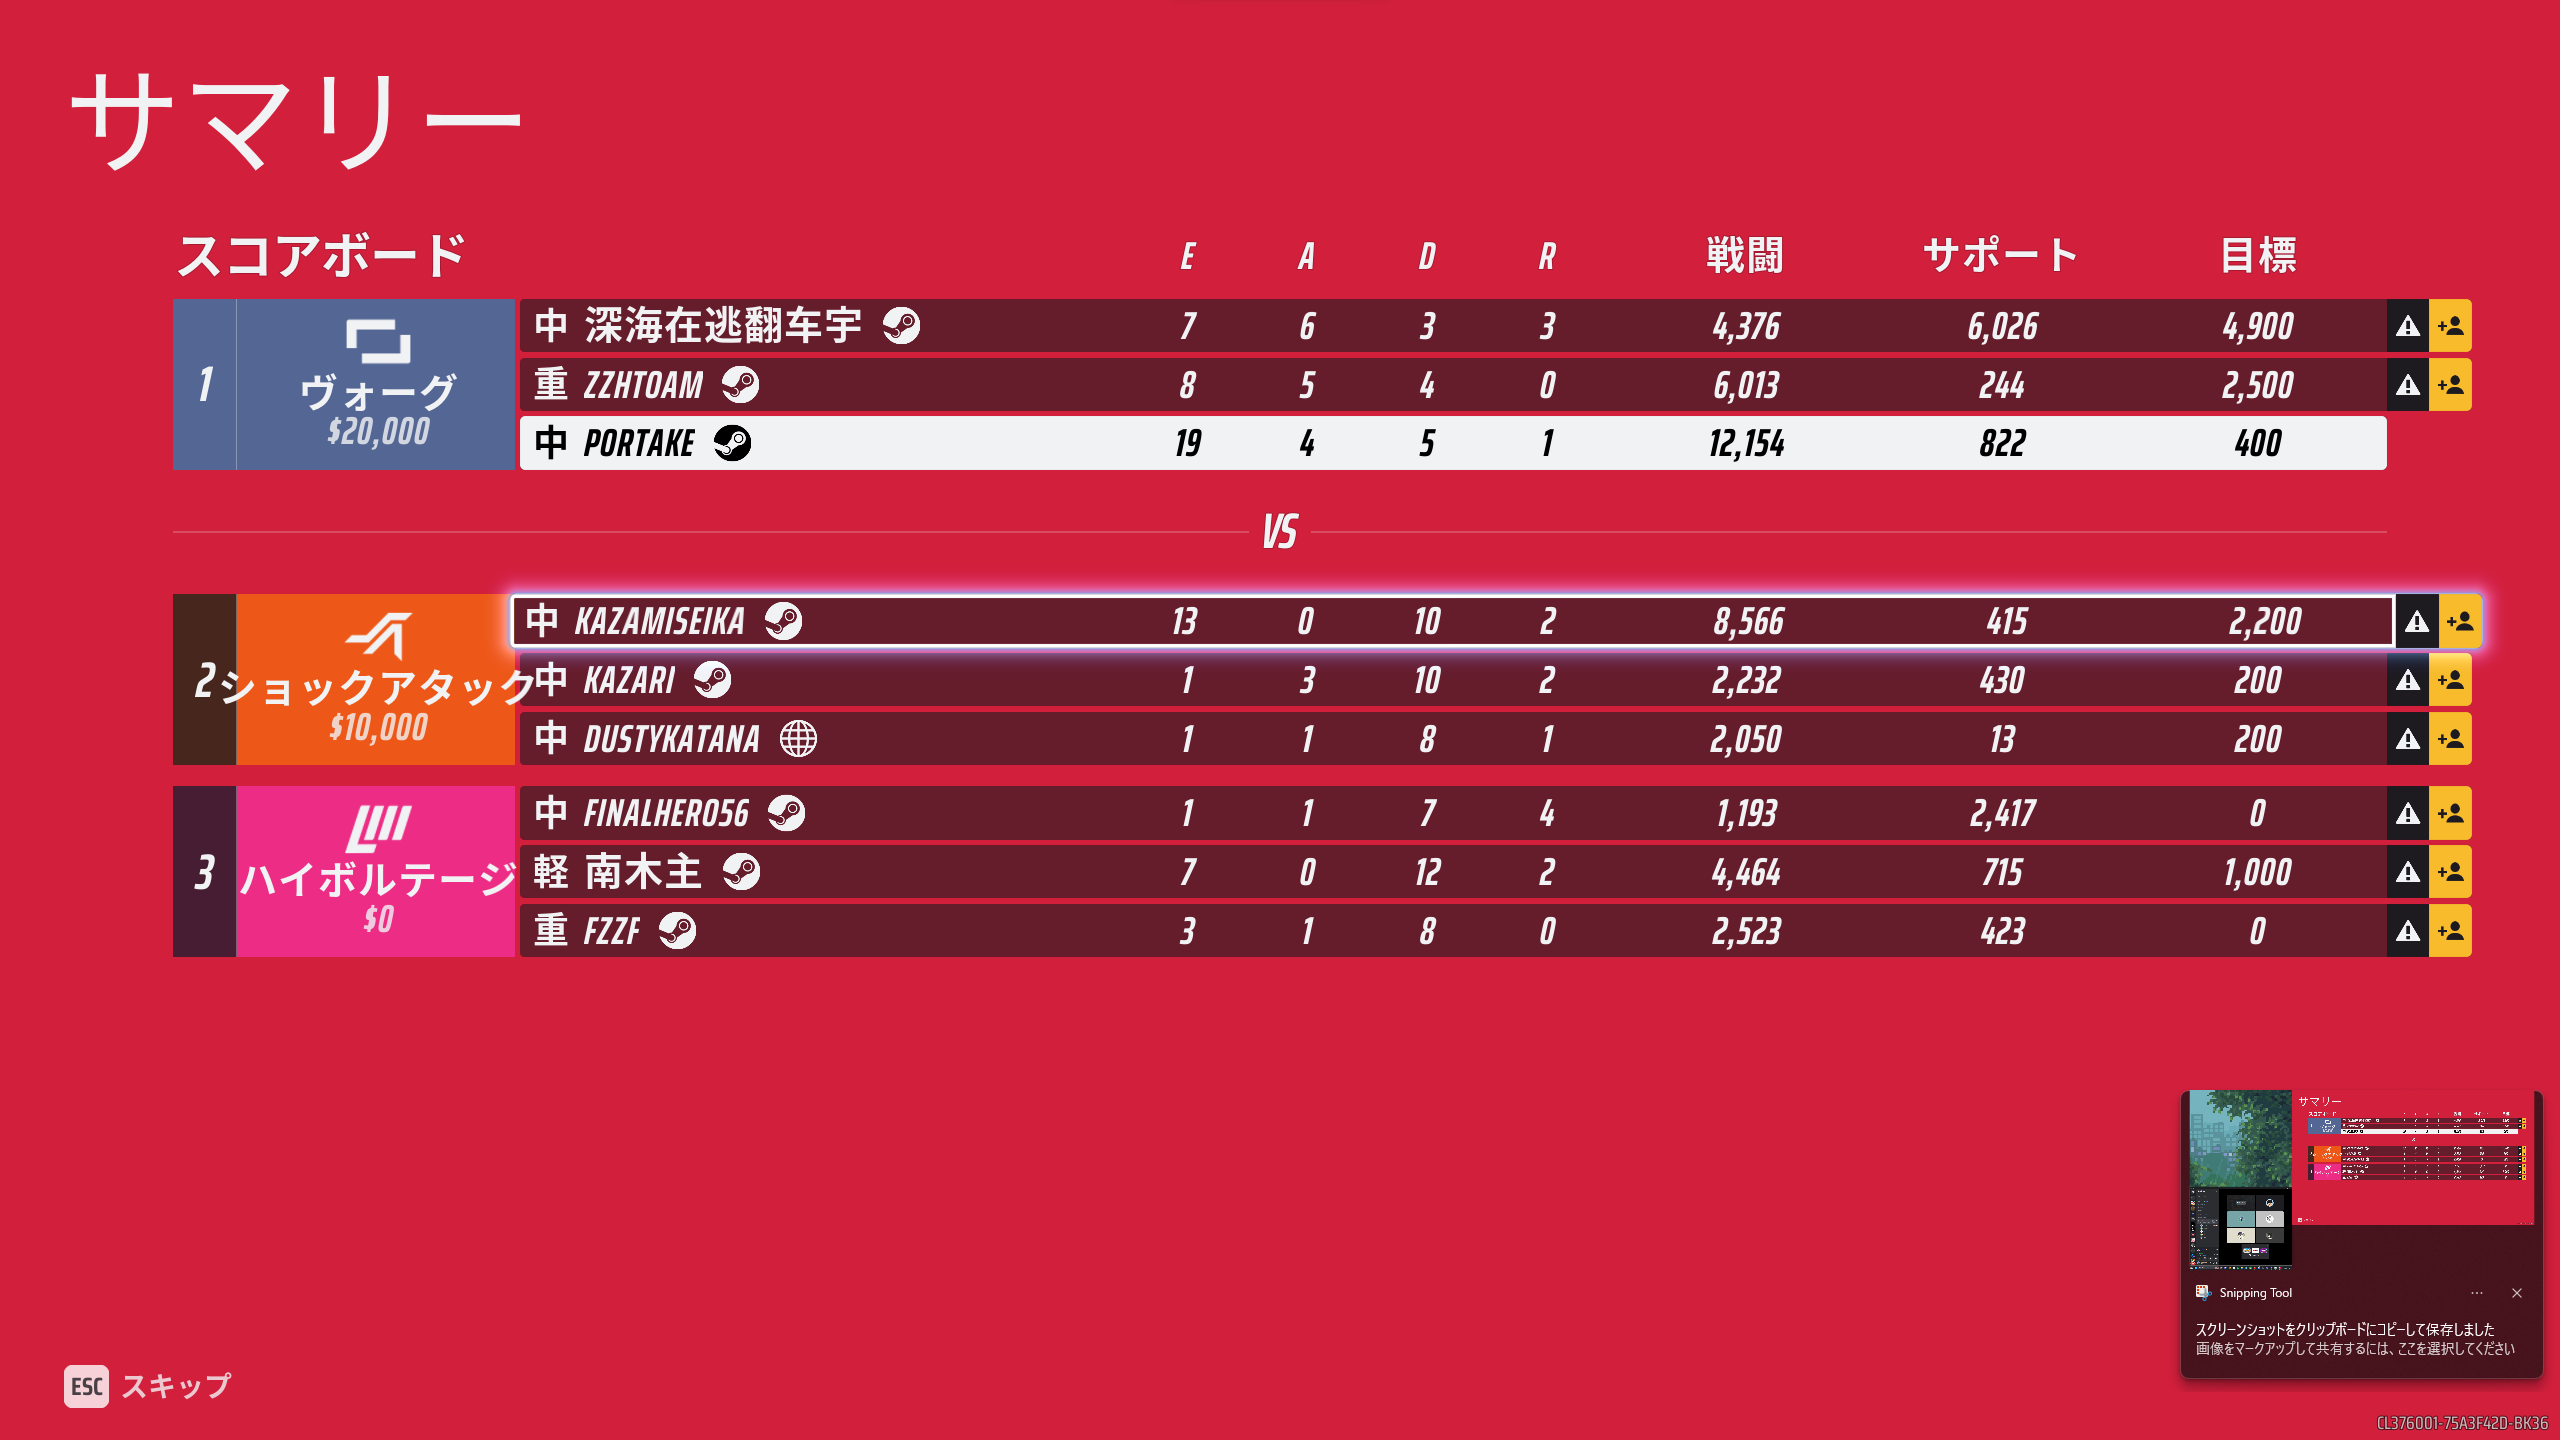 サマリー
スコアボード E A D R 戦闘 サポート 目標
1 ヴォーグ $20,000
中 深海在逃翻车宇 7 6 3 3 4,376 6,026 4,900
重 ZZHTOAM 8 5 4 0 6,013 244 2,500
中 PORTAKE 19 4 5 1 12,154 822 400
VS
2 ショックアタック $10,000
中 KAZAMISEIKA 13 0 10 2 8,566 415 2,200
中 KAZARI 1 3 10 2 2,232 430 200
中 DUSTYKATANA 1 1 8 1 2,050 13 200
3 ハイボルテージ $0
中 FINALHERO56 1 1 7 4 1,193 2,417 0
軽 南木主 7 0 12 2 4,464 715 1,000
重 FZZF 3 1 8 0 2,523 423 0
サマリー
Snipping Tool
スクリーンショットをクリップボードにコピーして保存しました
画像をマークアップして共有するには、ここを選択してください
ESC スキップ
CL376001-75A3F42D-BK36